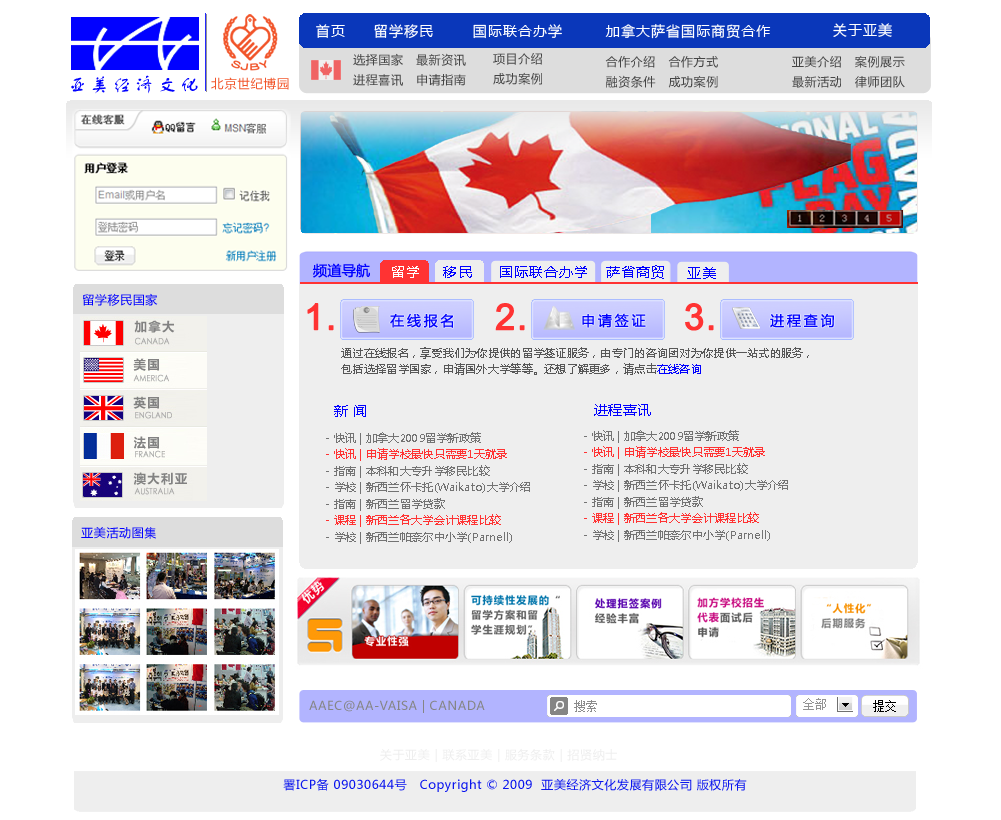 亚美经济文化
SJBY
北京世纪博园
首页 留学移民 国际联合办学 加拿大萨省国际商贸合作 关于亚美
选择国家 最新资讯 项目介绍 合作介绍 合作方式 亚美介绍 案例展示
进程喜讯 申请指南 成功案例 融资条件 成功案例 最新活动 律师团队
在线客服
QQ留言 MSN客服
用户登录
Email或用户名 记住我
登陆密码 忘记密码?
登录 新用户注册
留学移民国家
加拿大
CANADA
美国
AMERICA
英国
ENGLAND
法国
FRANCE
澳大利亚
AUSTRALIA
亚美活动图集
NATIONAL
FLAG
DAY
1 2 3 4 5
频道导航 留学 移民 国际联合办学 萨省商贸 亚美
1. 在线报名 2. 申请签证 3. 进程查询
通过在线报名，享受我们为你提供的留学签证服务，由专门的咨询团对为你提供一站式的服务，
包括选择留学国家，申请国外大学等等。还想了解更多，请点击在线咨询
新 闻
- 快讯 | 加拿大2009留学新政策
- 快讯 | 申请学校最快只需要1天就录
- 指南 | 本科和大专升学移民比较
- 学校 | 新西兰怀卡托(Waikato)大学介绍
- 指南 | 新西兰留学贷款
- 课程 | 新西兰各大学会计课程比较
- 学校 | 新西兰帕奈尔中小学(Parnell)
进程喜讯
- 快讯 | 加拿大2009留学新政策
- 快讯 | 申请学校最快只需要1天就录
- 指南 | 本科和大专升学移民比较
- 学校 | 新西兰怀卡托(Waikato)大学介绍
- 指南 | 新西兰留学贷款
- 课程 | 新西兰各大学会计课程比较
- 学校 | 新西兰帕奈尔中小学(Parnell)
优势
5
专业性强
可持续性发展的“
留学方案和留
学生涯规划”
处理拒签案例
经验丰富
加方学校招生
代表面试后
申请
“人性化”
后期服务
AAEC@AA-VAISA | CANADA 搜索 全部 提交
关于亚美 | 联系亚美 | 服务条款 | 招贤纳士
署ICP备 09030644号 Copyright © 2009 亚美经济文化发展有限公司 版权所有